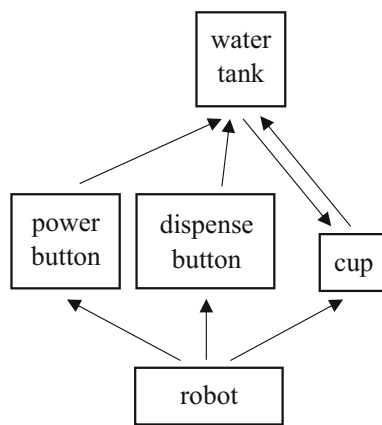 water
tank
power
button
dispense
button
cup
robot